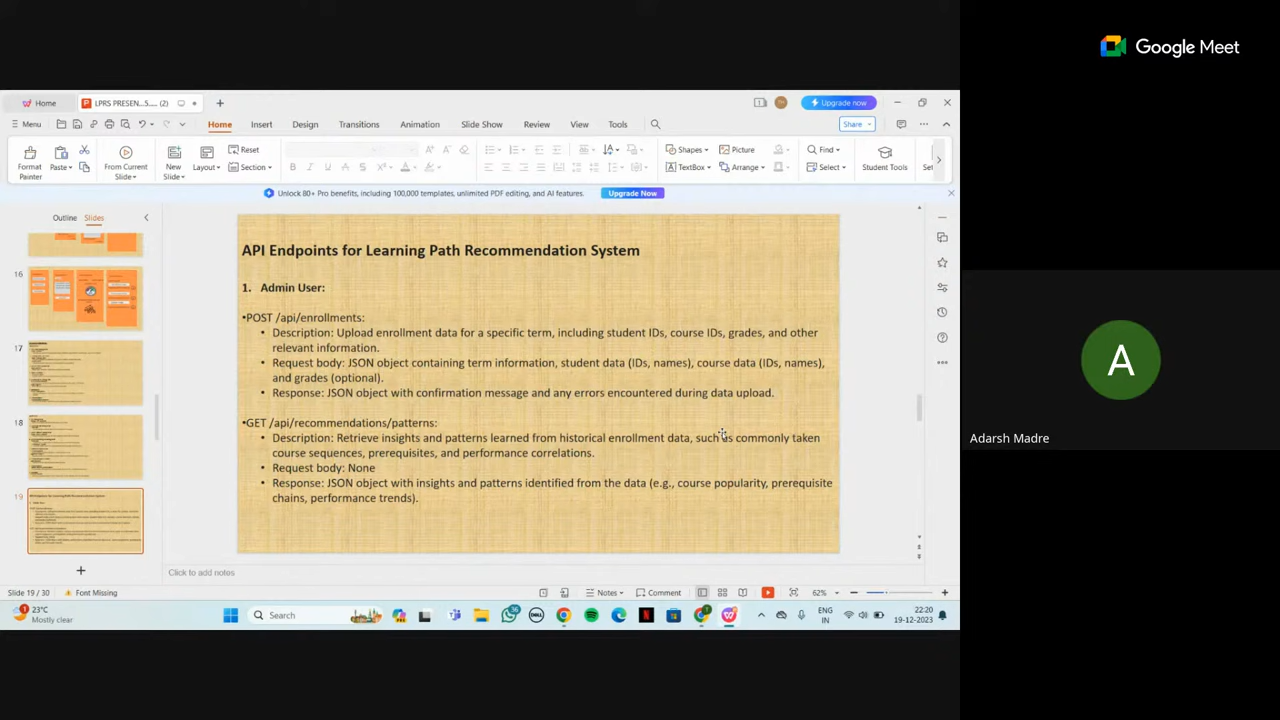 Google Meet
Home
LPRS PRESEN...5..... (2)
Upgrade now
Menu
Home
Insert
Design
Transitions
Animation
Slide Show
Review
View
Tools
Share
Format
Painter
Paste
From Current
Slide
New
Slide
Layout
Reset
Section
Shapes
Picture
TextBox
Arrange
Find
Select
Student Tools
Unlock 80+ Pro benefits, including 100,000 templates, unlimited PDF editing, and AI features.
Upgrade Now
Outline
Slides
16
17
18
19
API Endpoints for Learning Path Recommendation System
1. Admin User:
•POST /api/enrollments:
• Description: Upload enrollment data for a specific term, including student IDs, course IDs, grades, and other
relevant information.
• Request body: JSON object containing term information, student data (IDs, names), course data (IDs, names),
and grades (optional).
• Response: JSON object with confirmation message and any errors encountered during data upload.
•GET /api/recommendations/patterns:
• Description: Retrieve insights and patterns learned from historical enrollment data, such as commonly taken
course sequences, prerequisites, and performance correlations.
• Request body: None
• Response: JSON object with insights and patterns identified from the data (e.g., course popularity, prerequisite
chains, performance trends).
Click to add notes
Slide 19 / 30
Font Missing
Notes
Comment
62%
23°C
Mostly clear
Search
ENG
IN
22:20
19-12-2023
A
Adarsh Madre